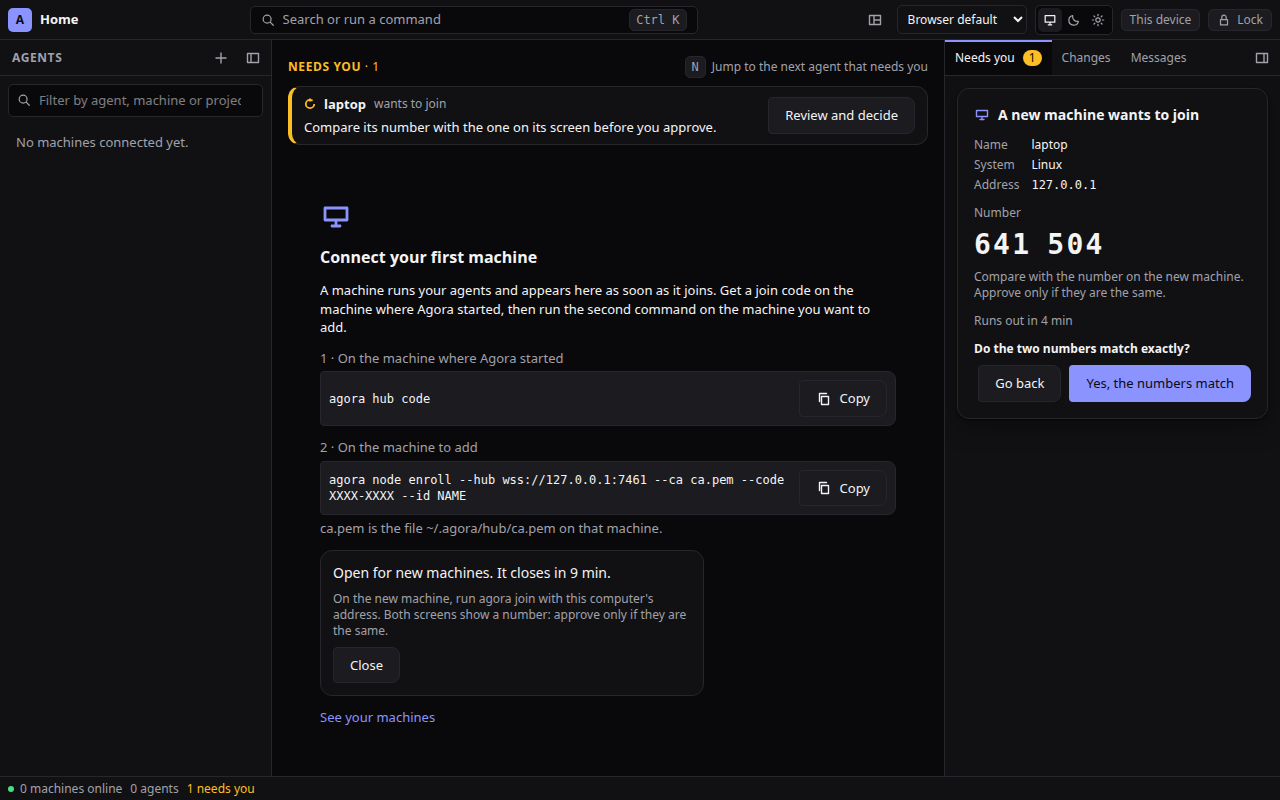 A Home
Search or run a command Ctrl K
Browser default
This device
Lock
AGENTS
Filter by agent, machine or projec
No machines connected yet.
NEEDS YOU · 1
N Jump to the next agent that needs you
laptop wants to join
Compare its number with the one on its screen before you approve.
Review and decide
Connect your first machine
A machine runs your agents and appears here as soon as it joins. Get a join code on the
machine where Agora started, then run the second command on the machine you want to
add.
1 · On the machine where Agora started
agora hub code
Copy
2 · On the machine to add
agora node enroll --hub wss://127.0.0.1:7461 --ca ca.pem --code
XXXX-XXXX --id NAME
Copy
ca.pem is the file ~/.agora/hub/ca.pem on that machine.
Open for new machines. It closes in 9 min.
On the new machine, run agora join with this computer's
address. Both screens show a number: approve only if they are
the same.
Close
See your machines
Needs you 1
Changes
Messages
A new machine wants to join
Name laptop
System Linux
Address 127.0.0.1
Number
641 504
Compare with the number on the new machine.
Approve only if they are the same.
Runs out in 4 min
Do the two numbers match exactly?
Go back
Yes, the numbers match
0 machines online 0 agents 1 needs you